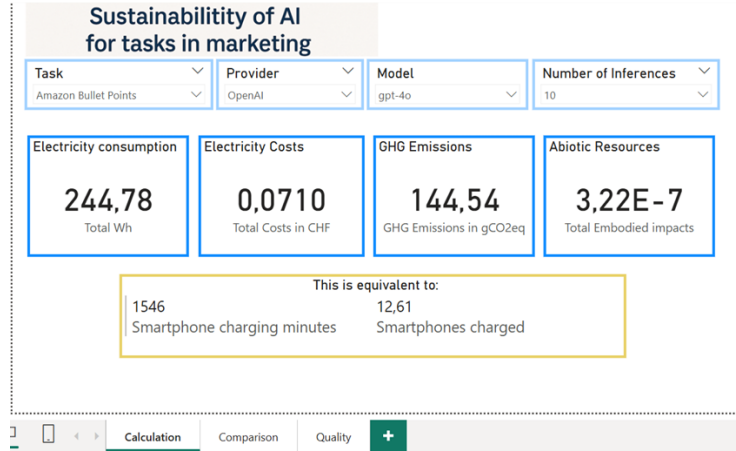 Sustainabilitity of AI
for tasks in marketing
Task
Provider
Model
Number of Inferences
Amazon Bullet Points
OpenAI
gpt-4o
10
Electricity consumption
Electricity Costs
GHG Emissions
Abiotic Resources
244,78
0,0710
144,54
3,22E-7
Total Wh
Total Costs in CHF
GHG Emissions in gCO2eq
Total Embodied impacts
This is equivalent to:
1546
12,61
Smartphone charging minutes
Smartphones charged
Calculation
Comparison
Quality
+